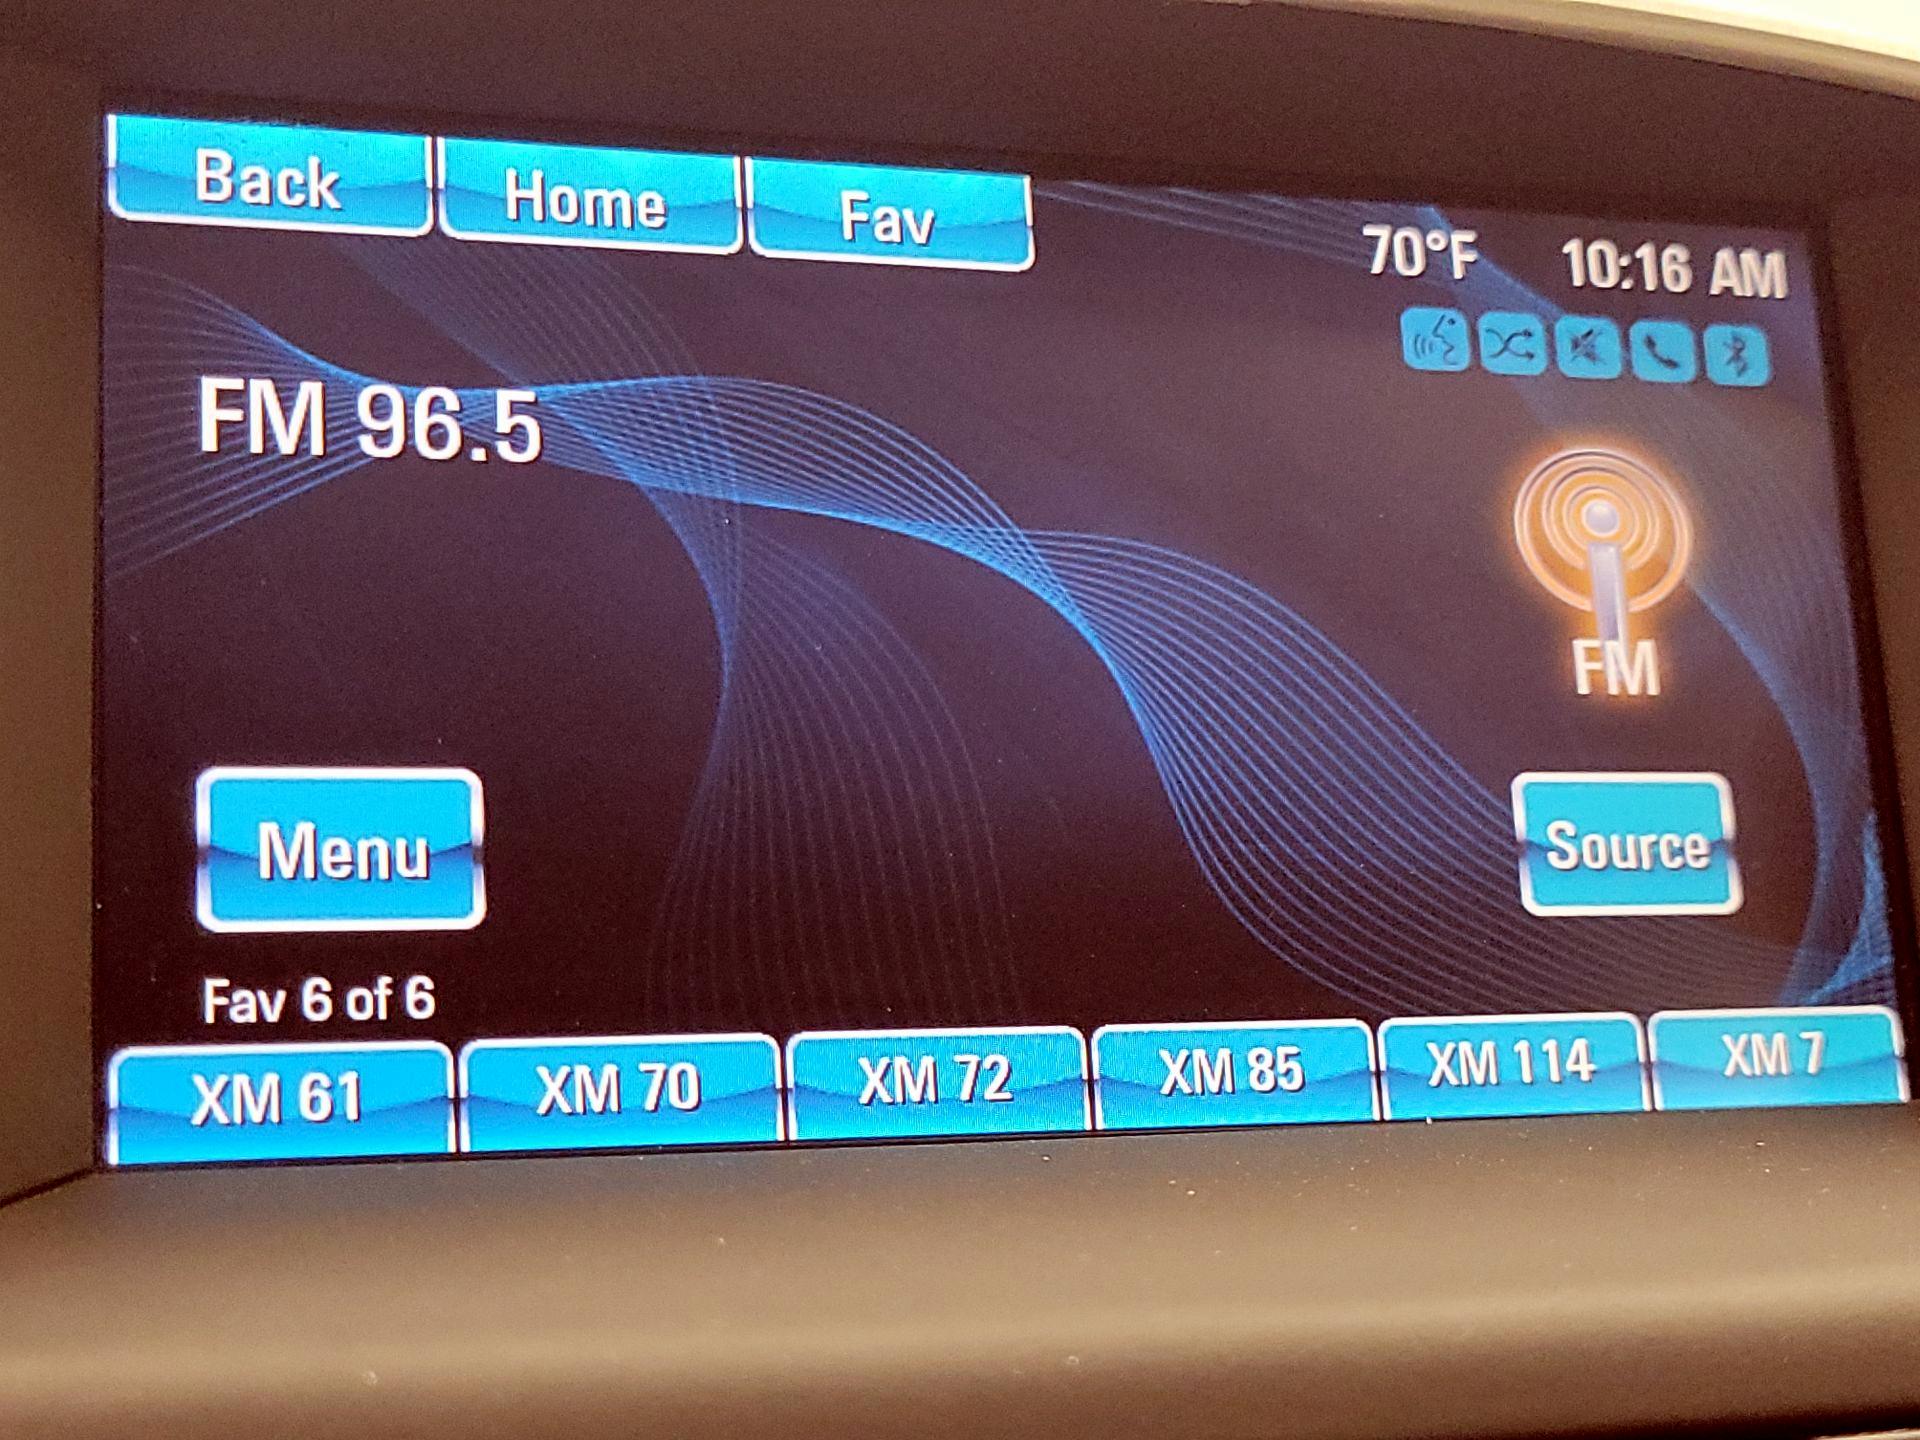 Back Home Fav
70°F 10:16 AM
FM 96.5
FM
Menu Source
Fav 6 of 6
XM 61 XM 70 XM 72 XM 85 XM 114 XM 7